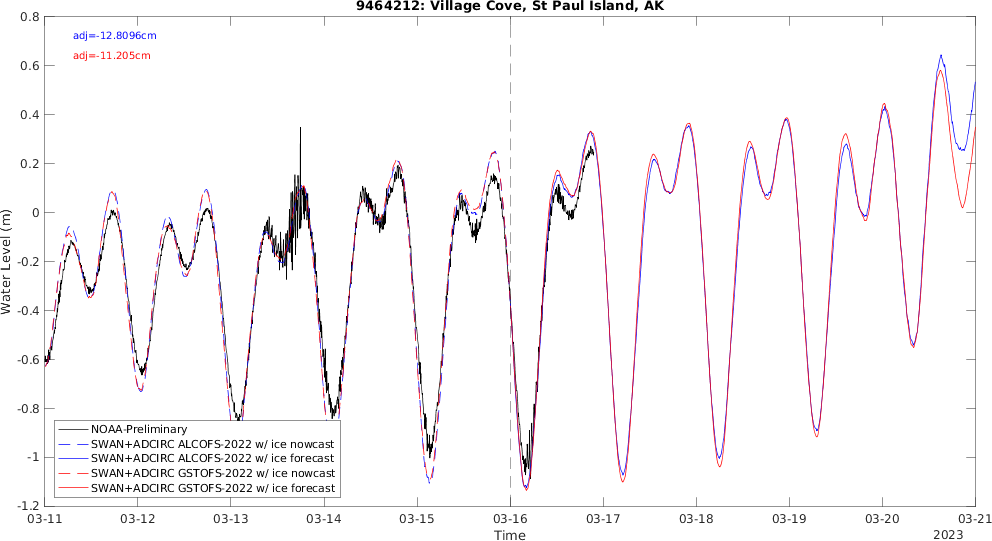 9464212: Village Cove, St Paul Island, AK
adj=-12.8096cm
adj=-11.205cm
Water Level (m)
0.8
0.6
0.4
0.2
0
-0.2
-0.4
-0.6
-0.8
-1
-1.2
NOAA-Preliminary
SWAN+ADCIRC ALCOFS-2022 w/ ice nowcast
SWAN+ADCIRC ALCOFS-2022 w/ ice forecast
SWAN+ADCIRC GSTOFS-2022 w/ ice nowcast
SWAN+ADCIRC GSTOFS-2022 w/ ice forecast
03-11 03-12 03-13 03-14 03-15 03-16 03-17 03-18 03-19 03-20 03-21
Time
2023